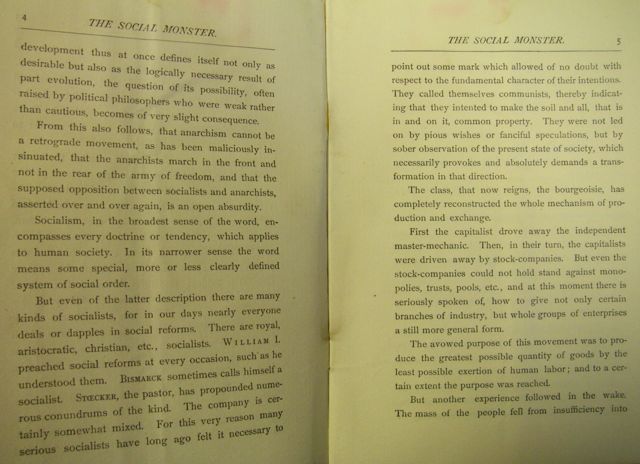 4
THE SOCIAL MONSTER.
development thus at once defines itself not only as
desirable but also as the logically necessary result of
part evolution, the question of its possibility, often
raised by political philosophers who were weak rather
than cautious, becomes of very slight consequence.
From this also follows, that anarchism cannot be
a retrograde movement, as has been maliciously in-
sinuated, that the anarchists march in the front and
not in the rear of the army of freedom, and that the
supposed opposition between socialists and anarchists,
asserted over and over again, is an open absurdity.
Socialism, in the broadest sense of the word, en-
compasses every doctrine or tendency, which applies
to human society. In its narrower sense the word
means some special, more or less clearly defined
system of social order.
But even of the latter description there are many
kinds of socialists, for in our days nearly everyone
deals or dapples in social reforms. There are royal,
aristocratic, christian, etc., socialists. WILLIAM I.
preached social reforms at every occasion, such as he
understood them. BISMARCK sometimes calls himself a
socialist. STŒCKER, the pastor, has propounded nume-
rous conundrums of the kind. The company is cer-
tainly somewhat mixed. For this very reason many
serious socialists have long ago felt it necessary to
THE SOCIAL MONSTER.
5
point out some mark which allowed of no doubt with
respect to the fundamental character of their intentions.
They called themselves communists, thereby indicat-
ing that they intented to make the soil and all, that is
in and on it, common property. They were not led
on by pious wishes or fanciful speculations, but by
sober observation of the present state of society, which
necessarily provokes and absolutely demands a trans-
formation in that direction.
The class, that now reigns, the bourgeoisie, has
completely reconstructed the whole mechanism of pro-
duction and exchange.
First the capitalist drove away the independent
master-mechanic. Then, in their turn, the capitalists
were driven away by stock-companies. But even the
stock-companies could not hold stand against mono-
polies, trusts, pools, etc., and at this moment there is
seriously spoken of, how to give not only certain
branches of industry, but whole groups of enterprises
a still more general form.
The avowed purpose of this movement was to pro-
duce the greatest possible quantity of goods by the
least possible exertion of human labor; and to a cer-
tain extent the purpose was reached.
But another experience followed in the wake.
The mass of the people fell from insufficiency into